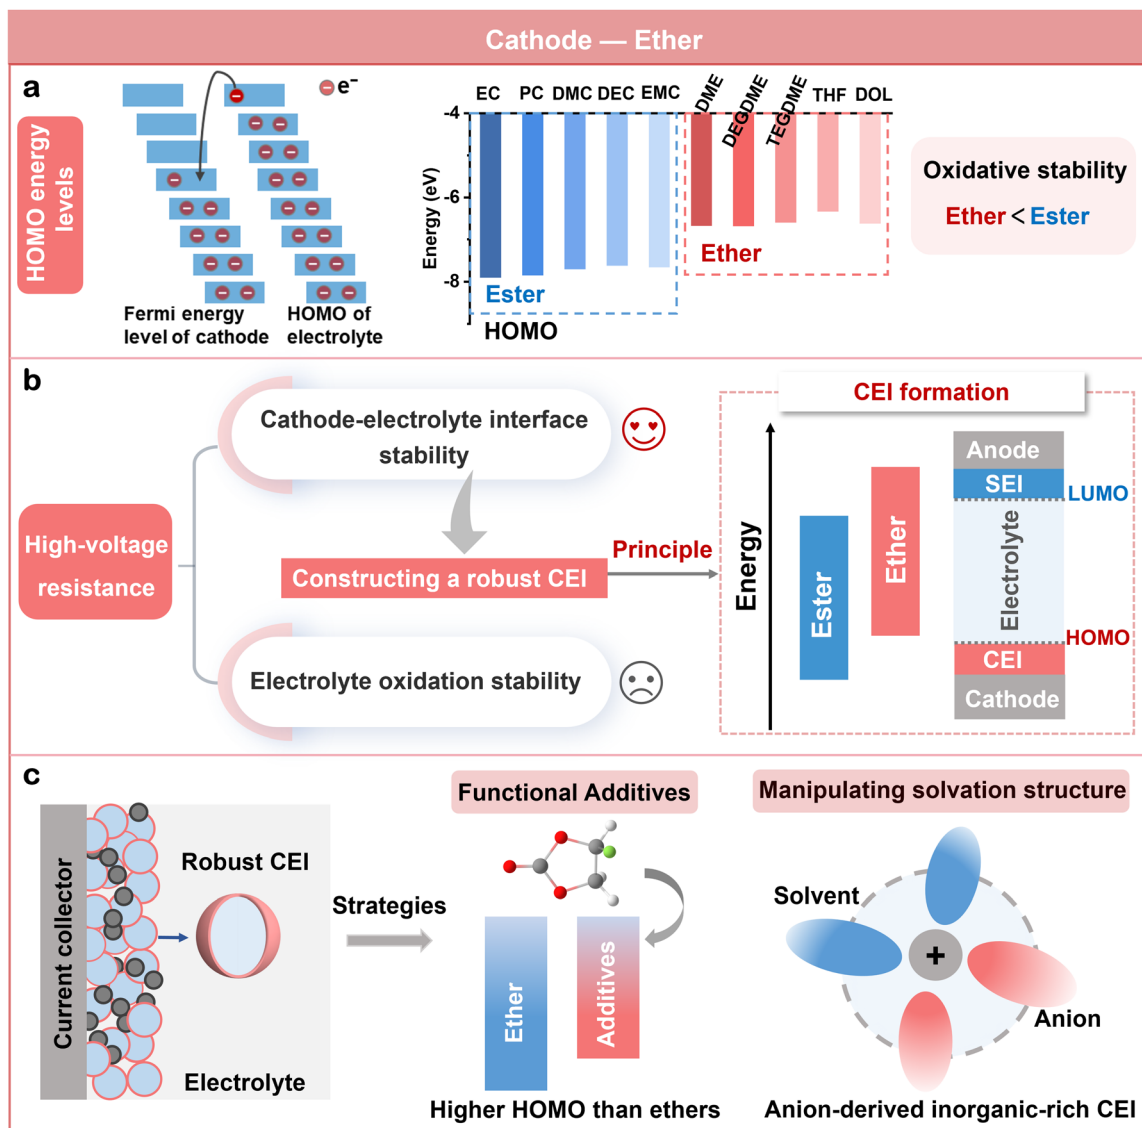 Cathode — Ether
a
HOMO energy
levels
e⁻
Fermi energy
level of cathode
HOMO of
electrolyte
EC
PC
DMC
DEC
EMC
DME
DEGDME
TEGDME
THF
DOL
-4
-6
-8
Energy (eV)
Ester
Ether
HOMO
Oxidative stability
Ether < Ester
b
High-voltage
resistance
Cathode-electrolyte interface
stability
Constructing a robust CEI
Principle
Electrolyte oxidation stability
CEI formation
Energy
Ester
Ether
Anode
SEI
LUMO
Electrolyte
HOMO
CEI
Cathode
c
Current collector
Robust CEI
Electrolyte
Strategies
Functional Additives
Ether
Additives
Higher HOMO than ethers
Manipulating solvation structure
Solvent
+
Anion
Anion-derived inorganic-rich CEI